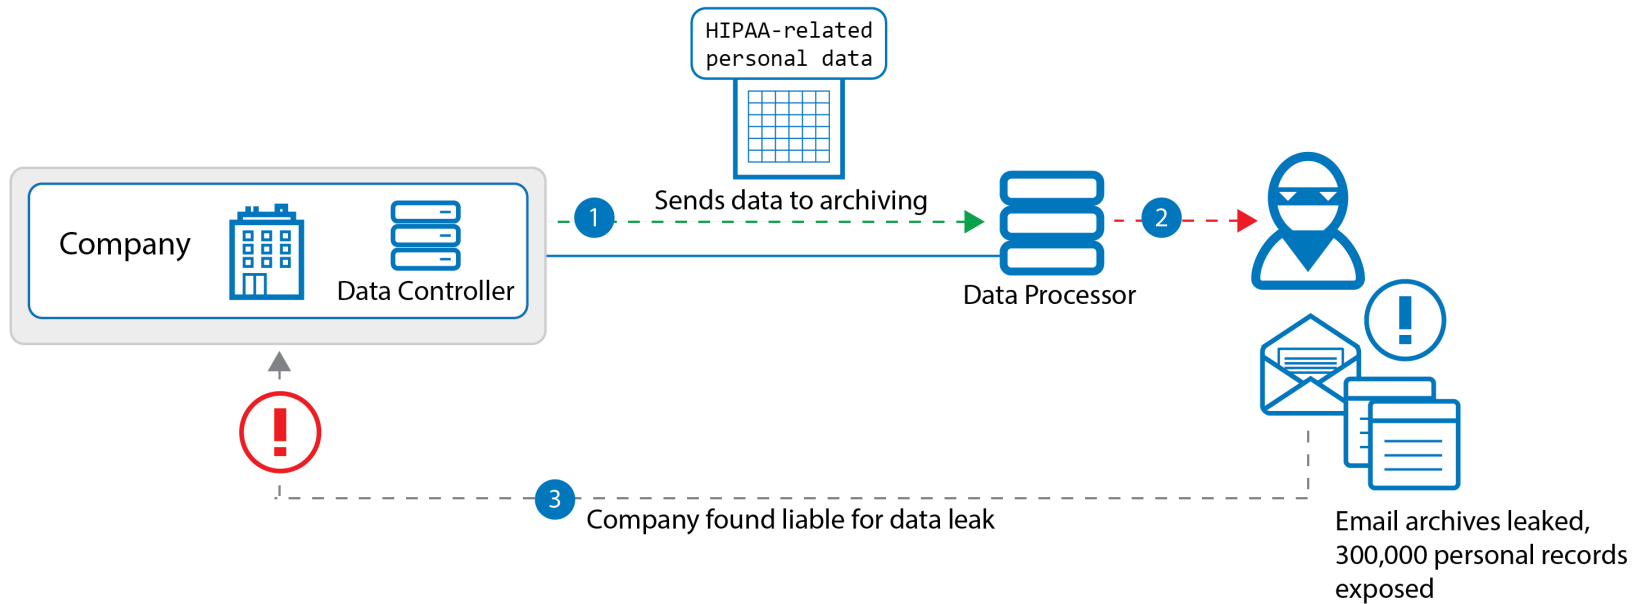 HIPAA-related
personal data
Company
Data Controller
1
Sends data to archiving
Data Processor
2
3
Company found liable for data leak
Email archives leaked,
300,000 personal records
exposed